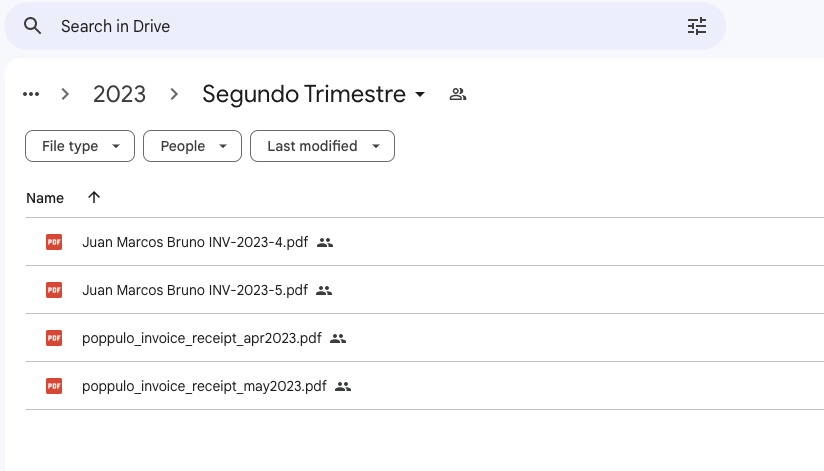 Search in Drive
... > 2023 > Segundo Trimestre
File type People Last modified
Name
PDF Juan Marcos Bruno INV-2023-4.pdf
PDF Juan Marcos Bruno INV-2023-5.pdf
PDF poppulo_invoice_receipt_apr2023.pdf
PDF poppulo_invoice_receipt_may2023.pdf